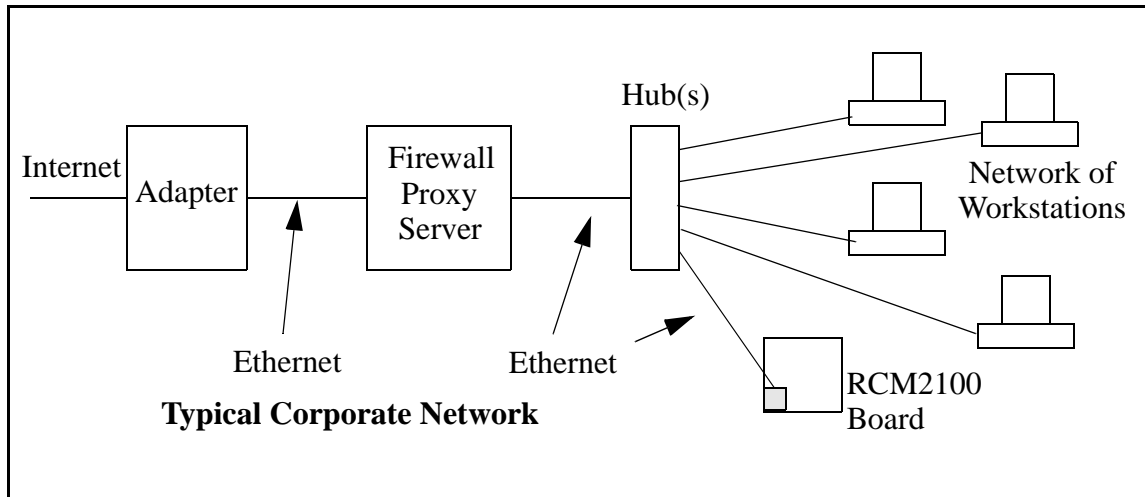 Hub(s)
Internet
Adapter
Firewall
Proxy
Server
Network of
Workstations
Ethernet
Ethernet
RCM2100
Board
Typical Corporate Network